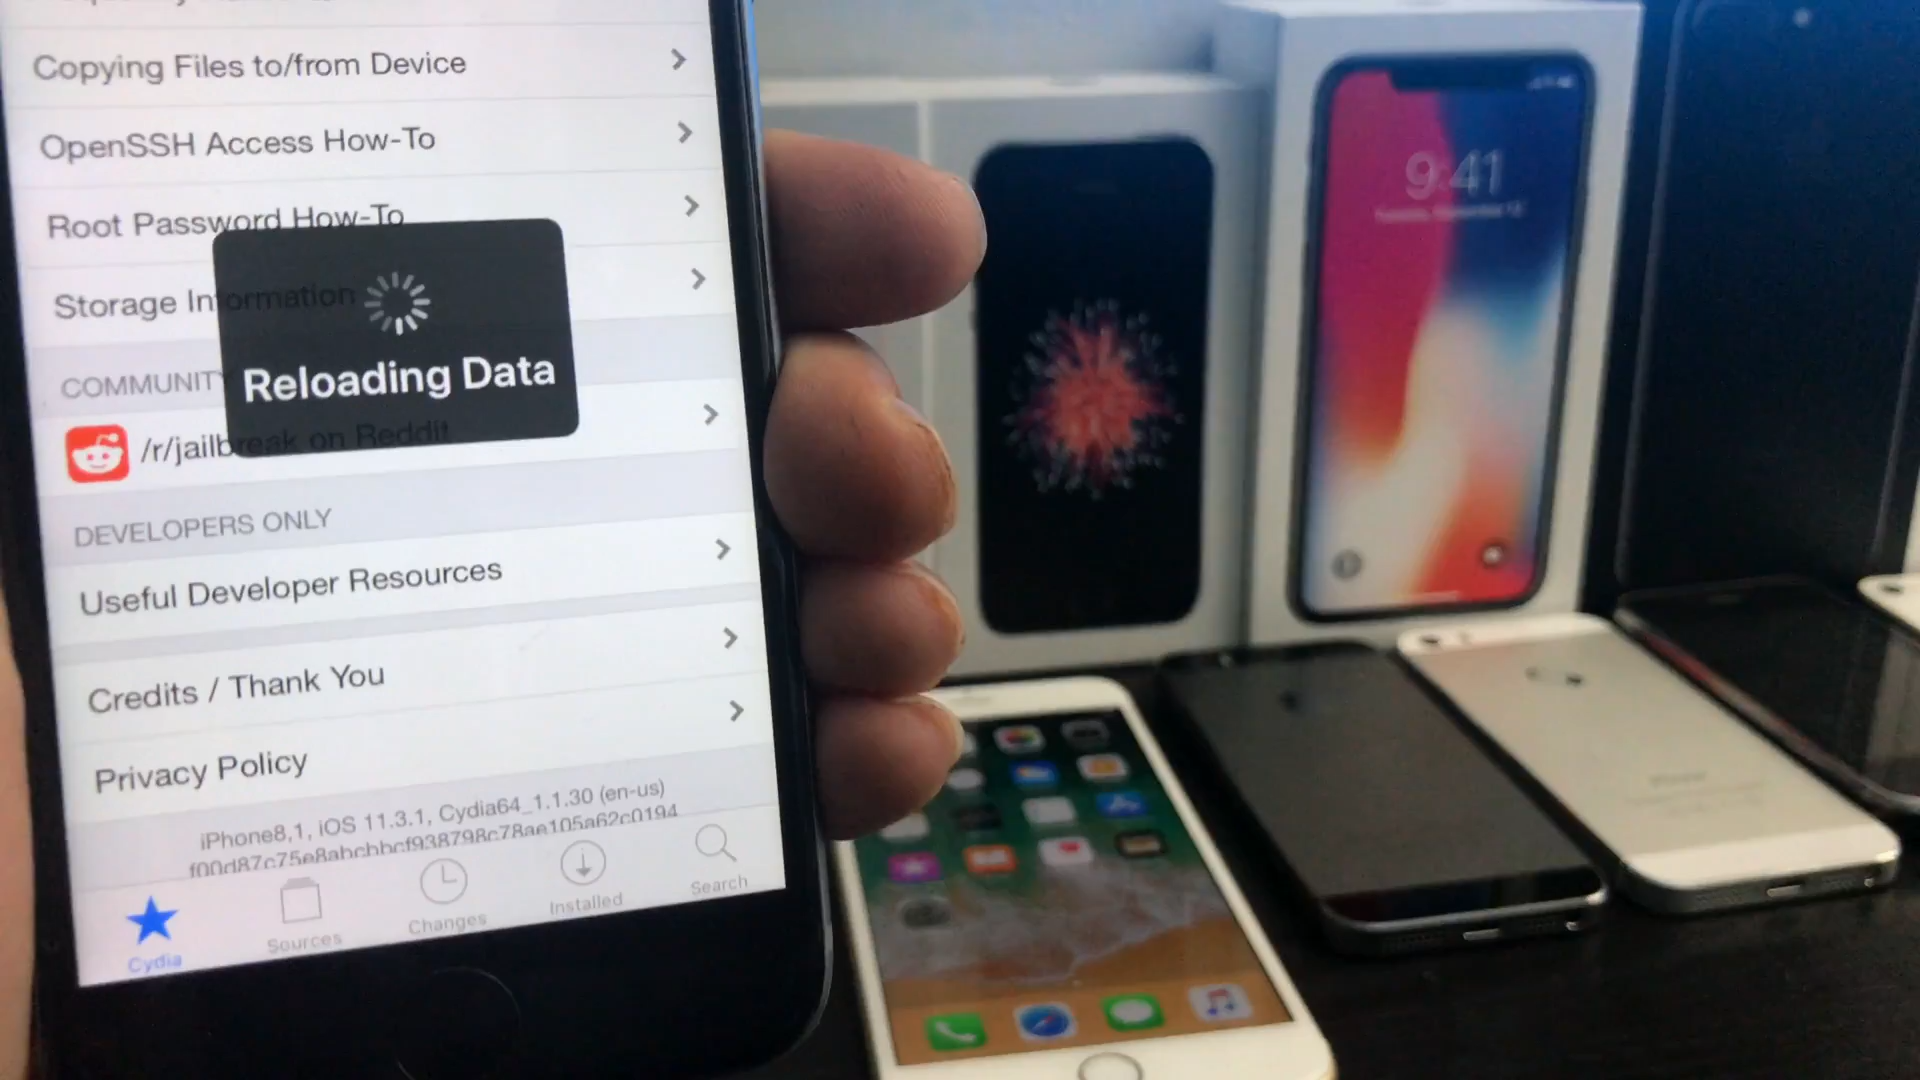 Copying Files to/from Device
OpenSSH Access How-To
Root Password How-To
Storage Information
COMMUNITY
/r/jailbreak on Reddit
Reloading Data
DEVELOPERS ONLY
Useful Developer Resources
Credits / Thank You
Privacy Policy
iPhone8,1, iOS 11.3.1, Cydia64_1.1.30 (en-us)
Cydia
Sources
Changes
Installed
Search
9:41